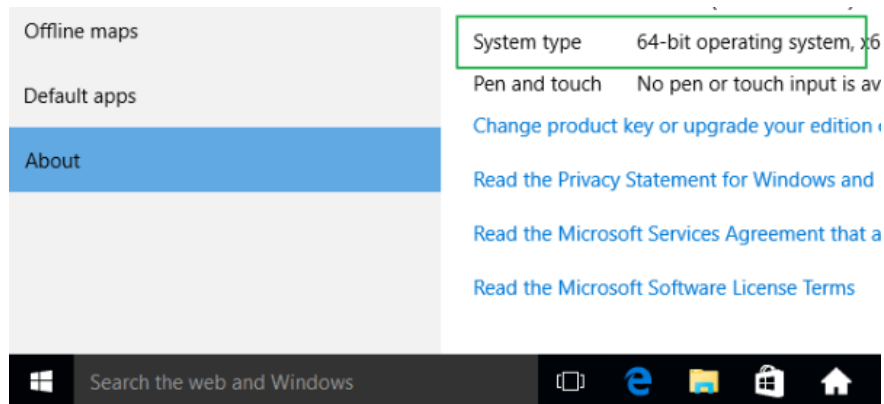 Offline maps
Default apps
About
System type 64-bit operating system, x6
Pen and touch No pen or touch input is av
Change product key or upgrade your edition
Read the Privacy Statement for Windows and
Read the Microsoft Services Agreement that a
Read the Microsoft Software License Terms
Search the web and Windows